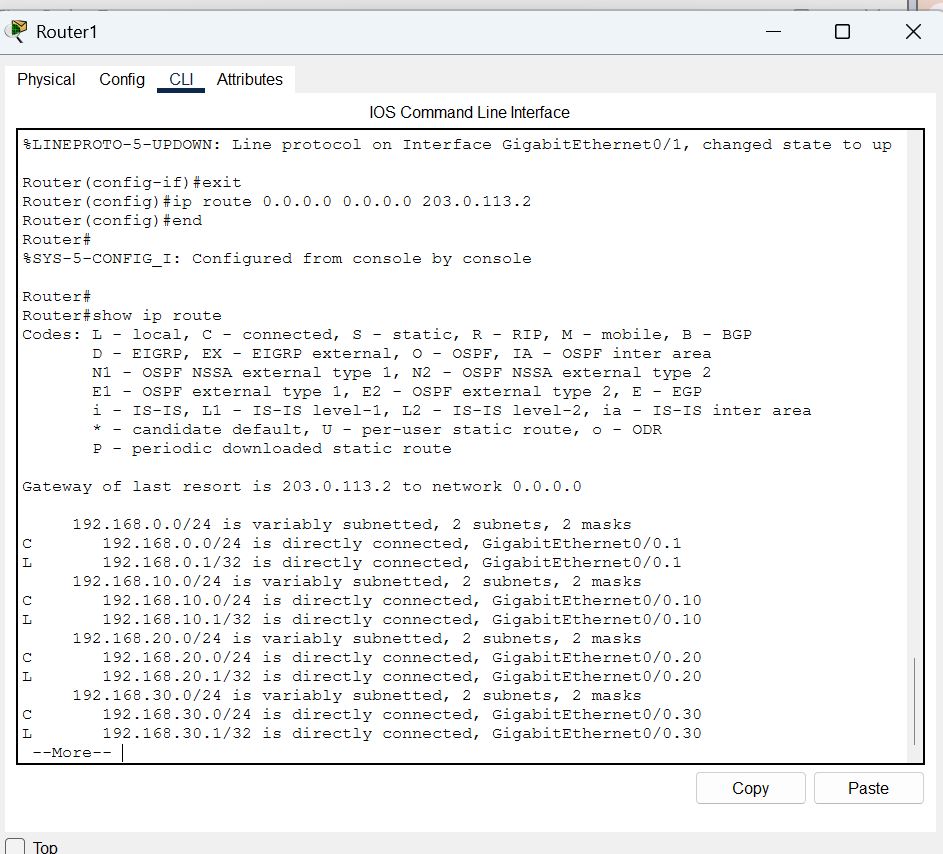 Router1
Physical Config CLI Attributes
IOS Command Line Interface
%LINEPROTO-5-UPDOWN: Line protocol on Interface GigabitEthernet0/1, changed state to up
Router(config-if)#exit
Router(config)#ip route 0.0.0.0 0.0.0.0 203.0.113.2
Router(config)#end
Router#
%SYS-5-CONFIG_I: Configured from console by console
Router#
Router#show ip route
Codes: L - local, C - connected, S - static, R - RIP, M - mobile, B - BGP
D - EIGRP, EX - EIGRP external, O - OSPF, IA - OSPF inter area
N1 - OSPF NSSA external type 1, N2 - OSPF NSSA external type 2
E1 - OSPF external type 1, E2 - OSPF external type 2, E - EGP
i - IS-IS, L1 - IS-IS level-1, L2 - IS-IS level-2, ia - IS-IS inter area
* - candidate default, U - per-user static route, o - ODR
P - periodic downloaded static route
Gateway of last resort is 203.0.113.2 to network 0.0.0.0
192.168.0.0/24 is variably subnetted, 2 subnets, 2 masks
C 192.168.0.0/24 is directly connected, GigabitEthernet0/0.1
L 192.168.0.1/32 is directly connected, GigabitEthernet0/0.1
192.168.10.0/24 is variably subnetted, 2 subnets, 2 masks
C 192.168.10.0/24 is directly connected, GigabitEthernet0/0.10
L 192.168.10.1/32 is directly connected, GigabitEthernet0/0.10
192.168.20.0/24 is variably subnetted, 2 subnets, 2 masks
C 192.168.20.0/24 is directly connected, GigabitEthernet0/0.20
L 192.168.20.1/32 is directly connected, GigabitEthernet0/0.20
192.168.30.0/24 is variably subnetted, 2 subnets, 2 masks
C 192.168.30.0/24 is directly connected, GigabitEthernet0/0.30
L 192.168.30.1/32 is directly connected, GigabitEthernet0/0.30
--More--
Copy Paste
Top